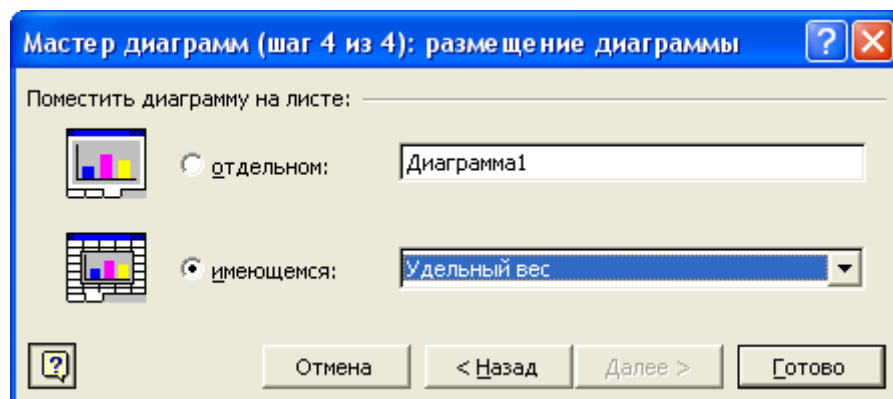 Мастер диаграмм (шаг 4 из 4): размещение диаграммы
Поместить диаграмму на листе:
отдельном: Диаграмма1
имеющемся: Удельный вес
Отмена < Назад Далее > Готово